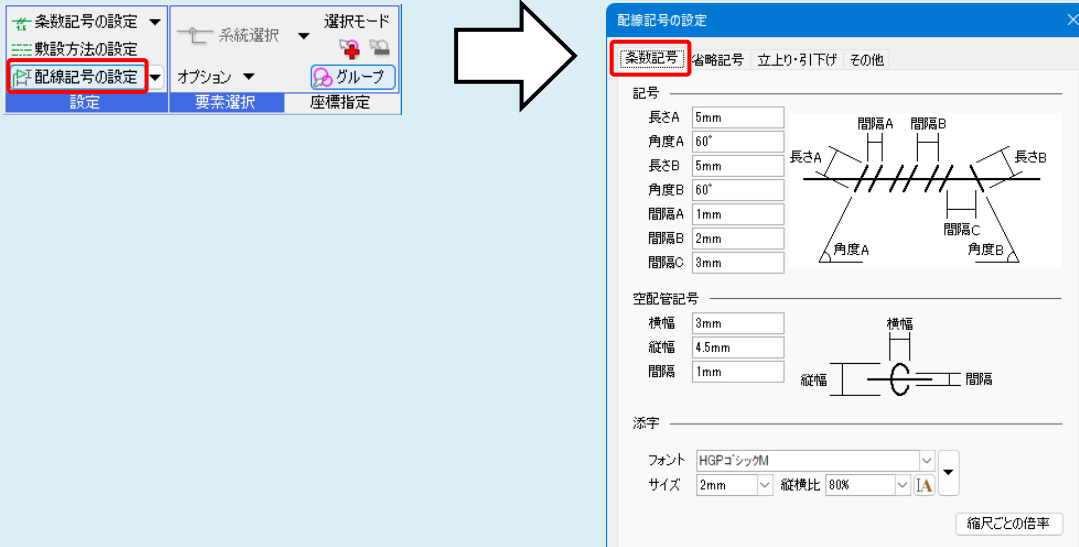 条数記号の設定
敷設方法の設定
配線記号の設定
設定
系統選択
オプション
要素選択
選択モード
グループ
座標指定
配線記号の設定
条数記号 省略記号 立上り・引下げ その他
記号
長さA 5mm
角度A 60°
長さB 5mm
角度B 60°
間隔A 1mm
間隔B 2mm
間隔C 3mm
間隔A 間隔B
長さA 長さB
間隔C
角度A 角度B
空配管記号
横幅 3mm
縦幅 4.5mm
間隔 1mm
横幅
縦幅 間隔
添字
フォント HGPゴシックM
サイズ 2mm 縦横比 80% IA
縮尺ごとの倍率